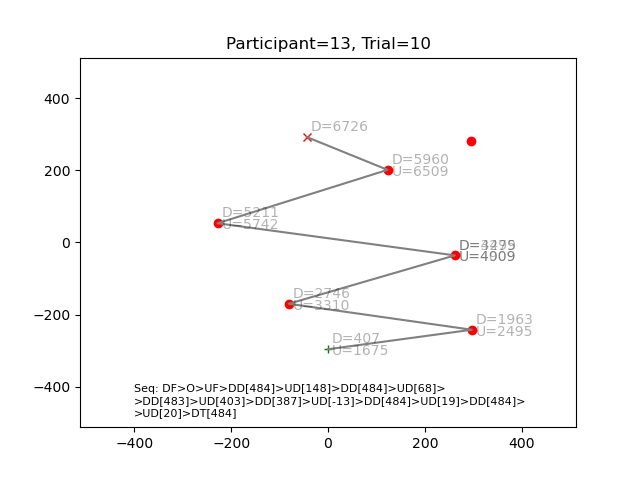 Participant=13, Trial=10
400
200
0
−200
−400
−400
−200
0
200
400
D=6726
D=5960
U=6509
D=5211
U=5742
U=4909
D=2746
U=3310
D=1963
U=2495
D=407
U=1675
Seq: DF>O>UF>DD[484]>UD[148]>DD[484]>UD[68]>
>DD[483]>UD[403]>DD[387]>UD[-13]>DD[484]>UD[19]>DD[484]>
>UD[20]>DT[484]